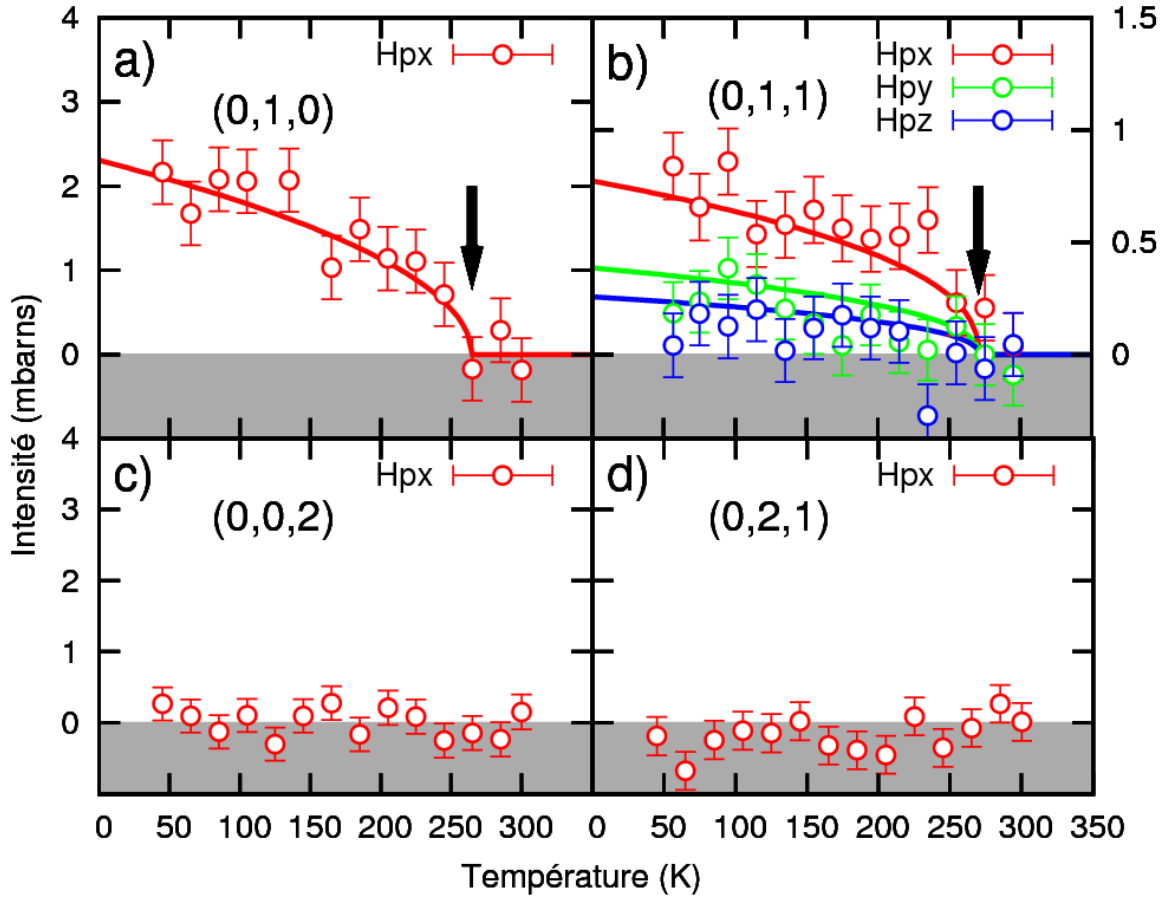 Intensité (mbarns)
4
3
2
1
0
a)
Hpx
(0,1,0)
b)
Hpx
Hpy
Hpz
(0,1,1)
1.5
1
0.5
0
4
3
2
1
0
c)
Hpx
(0,0,2)
d)
Hpx
(0,2,1)
0 50 100 150 200 250 300
0 50 100 150 200 250 300 350
Température (K)